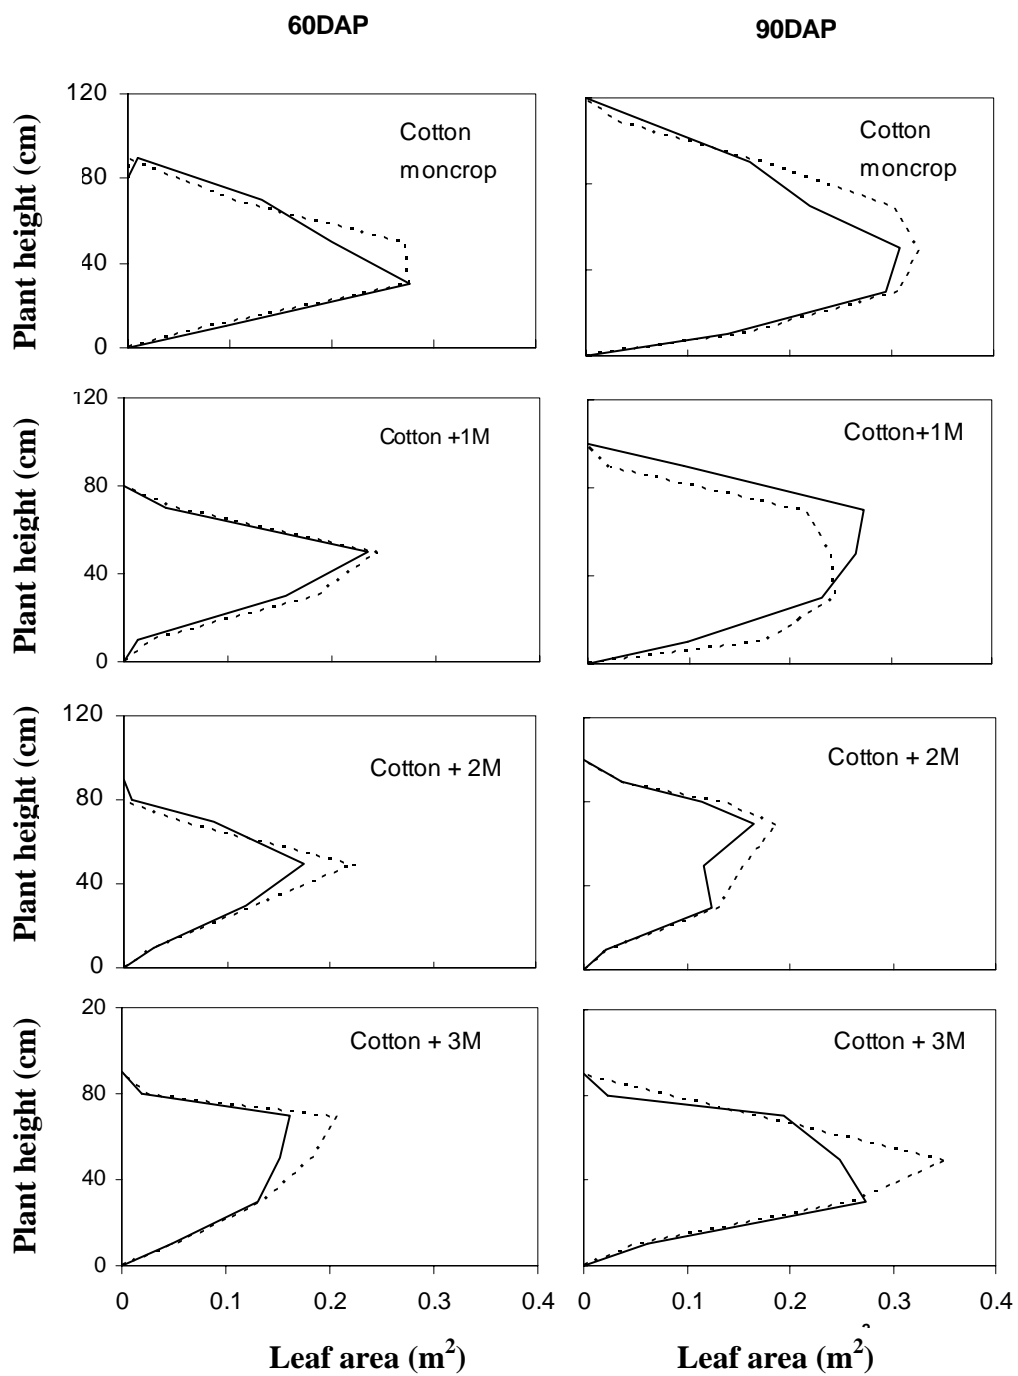 60DAP
90DAP
Plant height (cm)
120
80
40
0
Cotton
moncrop
Cotton
moncrop
Plant height (cm)
120
80
40
0
Cotton +1M
Cotton+1M
Plant height (cm)
120
80
40
0
Cotton + 2M
Cotton + 2M
Plant height (cm)
20
80
40
0
Cotton + 3M
Cotton + 3M
0 0.1 0.2 0.3 0.4
0 0.1 0.2 0.3 0.4
Leaf area (m²)
Leaf area (m²)